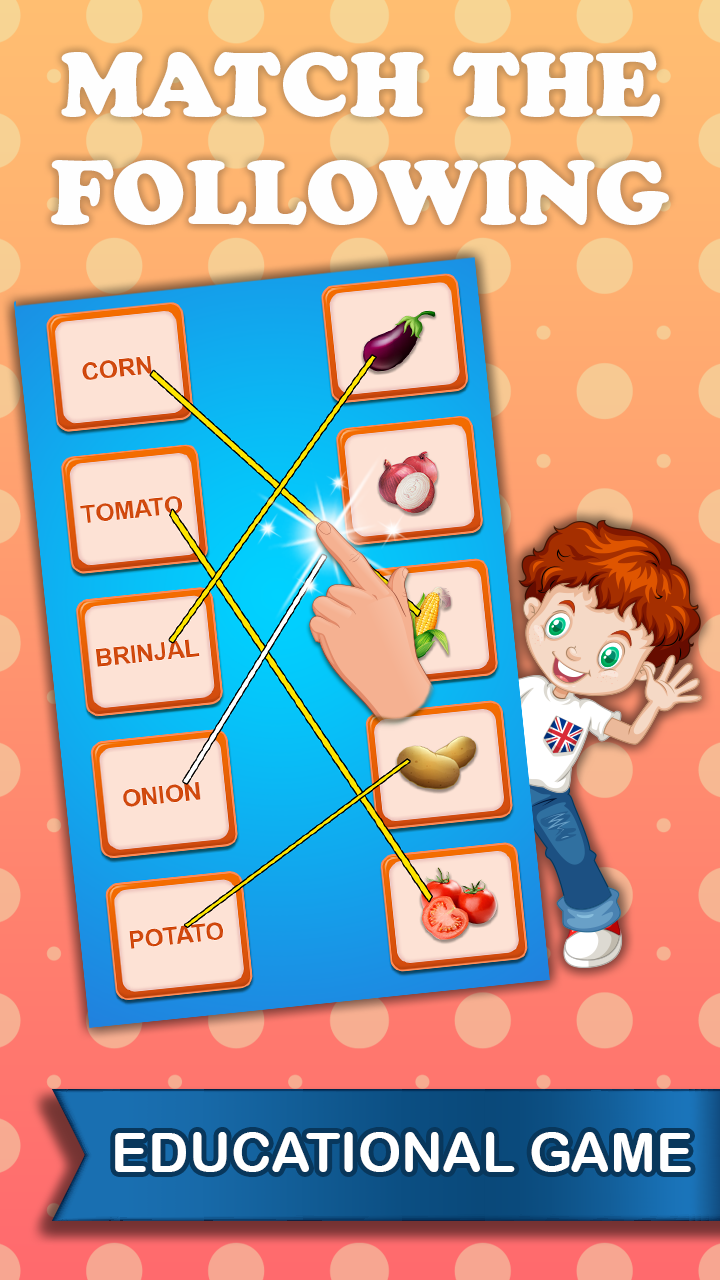 MATCH THE
FOLLOWING
CORN
TOMATO
BRINJAL
ONION
POTATO
EDUCATIONAL GAME